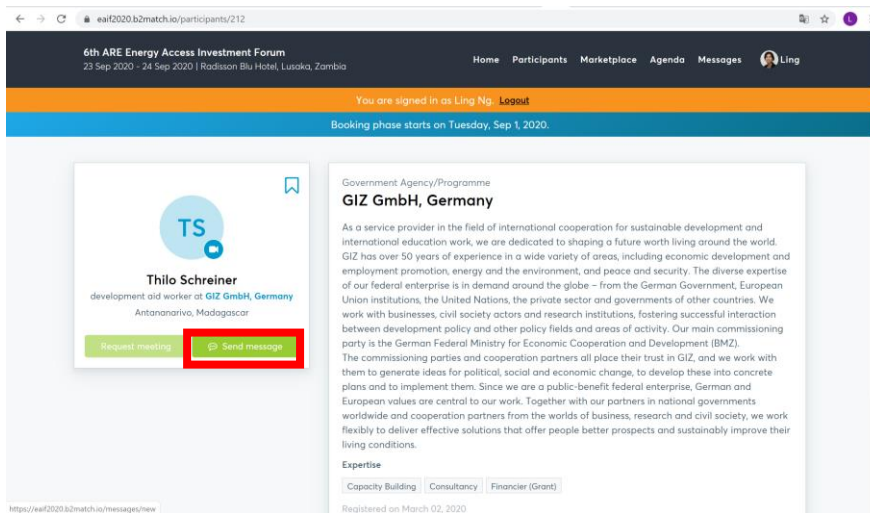 eaif2020.b2match.io/participants/212
L
6th ARE Energy Access Investment Forum
23 Sep 2020 - 24 Sep 2020 | Radisson Blu Hotel, Lusaka, Zambia
Home Participants Marketplace Agenda Messages Ling
You are signed in as Ling Ng. Logout
Booking phase starts on Tuesday, Sep 1, 2020.
TS
Thilo Schreiner
development aid worker at GIZ GmbH, Germany
Antananarivo, Madagascar
Request meeting Send message
Government Agency/Programme
GIZ GmbH, Germany
As a service provider in the field of international cooperation for sustainable development and
international education work, we are dedicated to shaping a future worth living around the world.
GIZ has over 50 years of experience in a wide variety of areas, including economic development and
employment promotion, energy and the environment, and peace and security. The diverse expertise
of our federal enterprise is in demand around the globe – from the German Government, European
Union institutions, the United Nations, the private sector and governments of other countries. We
work with businesses, civil society actors and research institutions, fostering successful interaction
between development policy and other policy fields and areas of activity. Our main commissioning
party is the German Federal Ministry for Economic Cooperation and Development (BMZ).
The commissioning parties and cooperation partners all place their trust in GIZ, and we work with
them to generate ideas for political, social and economic change, to develop these into concrete
plans and to implement them. Since we are a public-benefit federal enterprise, German and
European values are central to our work. Together with our partners in national governments
worldwide and cooperation partners from the worlds of business, research and civil society, we work
flexibly to deliver effective solutions that offer people better prospects and sustainably improve their
living conditions.
Expertise
Capacity Building Consultancy Financier (Grant)
Registered on March 02, 2020
https://eaif2020.b2match.io/messages/new